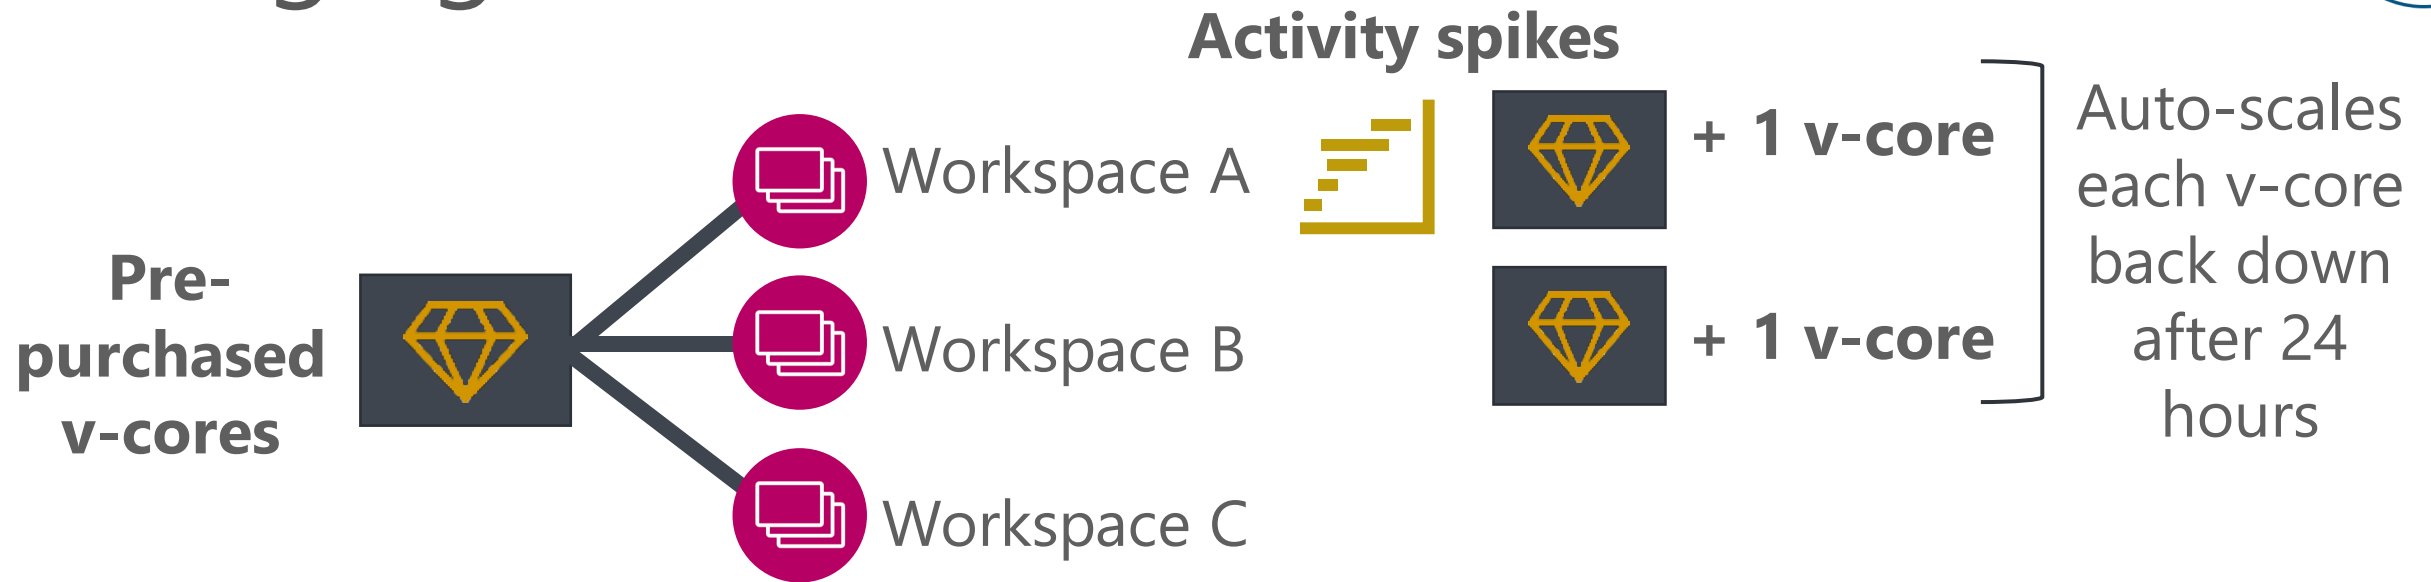 Activity spikes
Pre-
purchased
v-cores
Workspace A
Workspace B
Workspace C
+ 1 v-core
+ 1 v-core
Auto-scales
each v-core
back down
after 24
hours